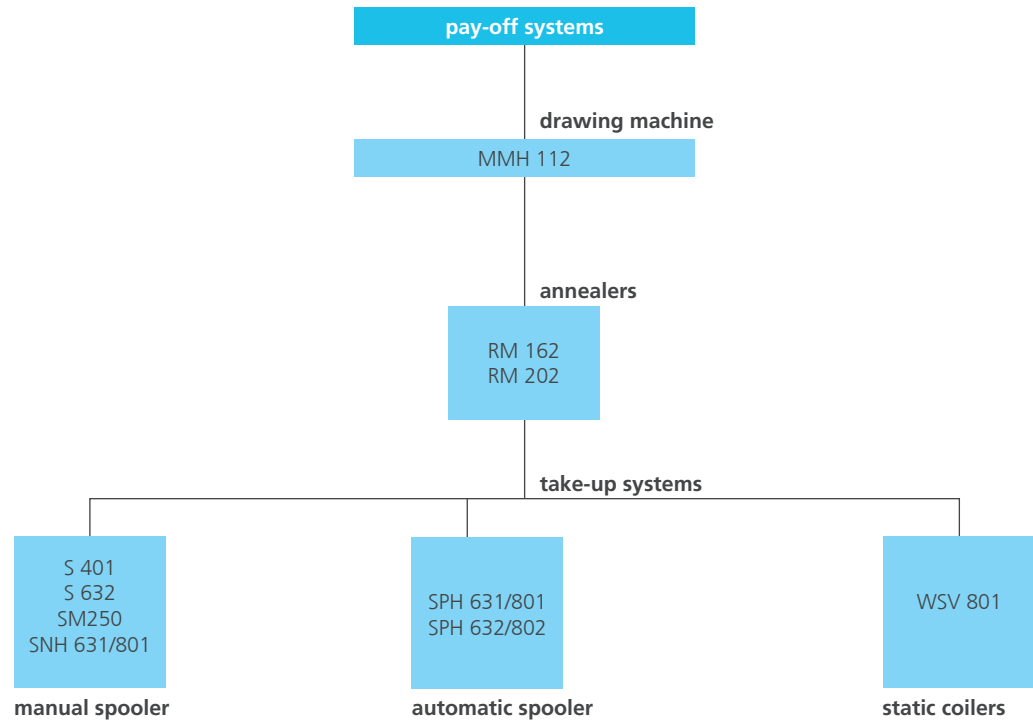 pay-off systems
drawing machine
MMH 112
annealers
RM 162
RM 202
take-up systems
S 401
S 632
SM250
SNH 631/801
manual spooler
SPH 631/801
SPH 632/802
automatic spooler
WSV 801
static coilers